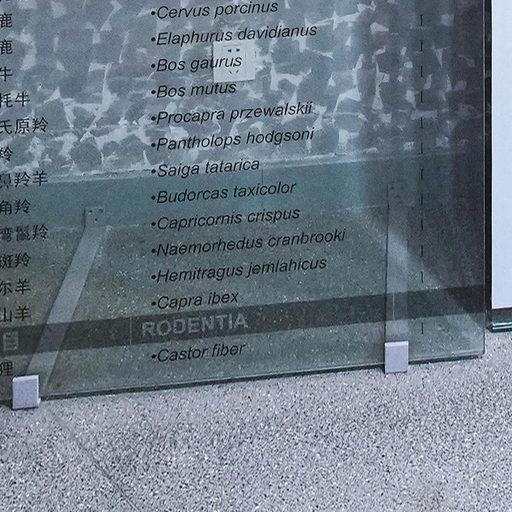 鹿 •Cervus porcinus I
鹿 •Elaphurus davidianus I
牛 •Bos gaurus I
牦牛 •Bos mutus I
氏原羚 •Procapra przewalskii I
羚 •Pantholops hodgsoni I
鼻羚羊 •Saiga tatarica I
角羚 •Budorcas taxicolor I
湾鬣羚 •Capricornis crispus I
斑羚 •Naemorhedus cranbrooki I
尔羊 •Hemitragus jemlahicus I
山羊 •Capra ibex I
目 RODENTIA
狸 •Castor fiber I